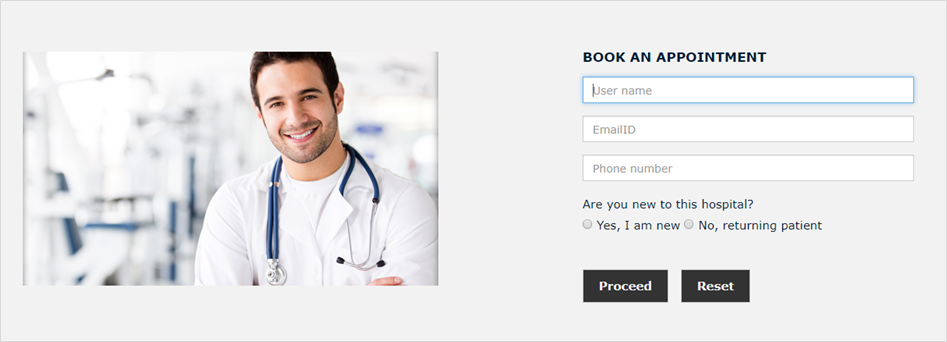 BOOK AN APPOINTMENT
User name
EmailID
Phone number
Are you new to this hospital?
Yes, I am new No, returning patient
Proceed Reset